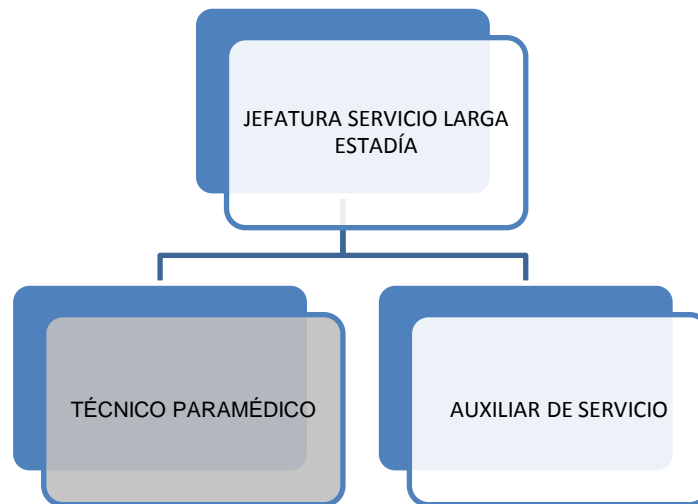 JEFATURA SERVICIO LARGA
ESTADÍA
TÉCNICO PARAMÉDICO
AUXILIAR DE SERVICIO